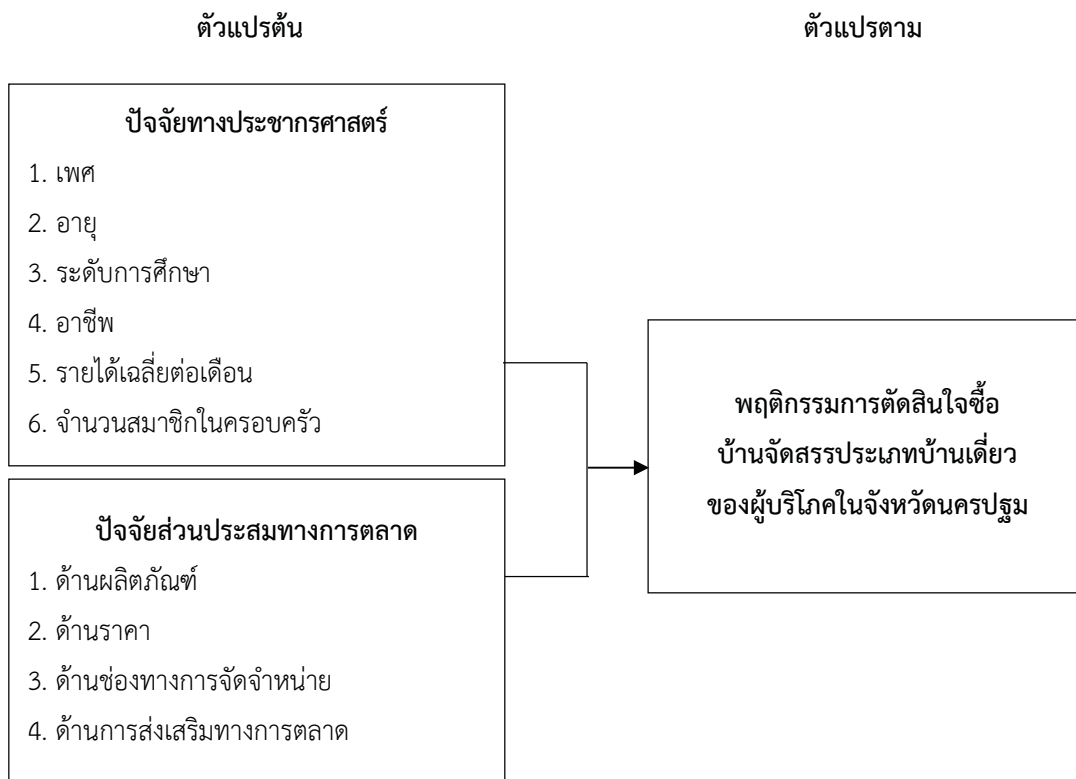 ตัวแปรต้น
ตัวแปรตาม
ปัจจัยทางประชากรศาสตร์
1. เพศ
2. อายุ
3. ระดับการศึกษา
4. อาชีพ
5. รายได้เฉลี่ยต่อเดือน
6. จำนวนสมาชิกในครอบครัว
ปัจจัยส่วนประสมทางการตลาด
1. ด้านผลิตภัณฑ์
2. ด้านราคา
3. ด้านช่องทางการจัดจำหน่าย
4. ด้านการส่งเสริมทางการตลาด
พฤติกรรมการตัดสินใจซื้อ
บ้านจัดสรรประเภทบ้านเดี่ยว
ของผู้บริโภคในจังหวัดนครปฐม